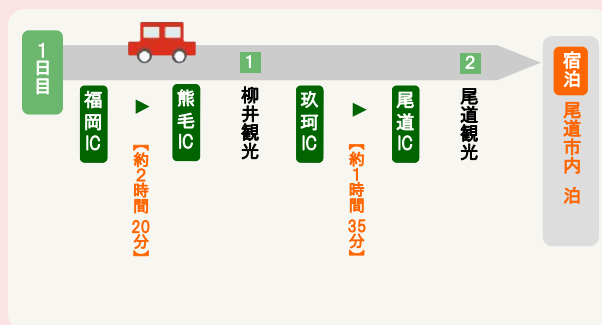 1日目
福岡IC
▶
【約2時間20分】
熊毛IC
1
柳井観光
玖珂IC
▶
【約1時間35分】
尾道IC
2
尾道観光
宿泊
尾道市内 泊